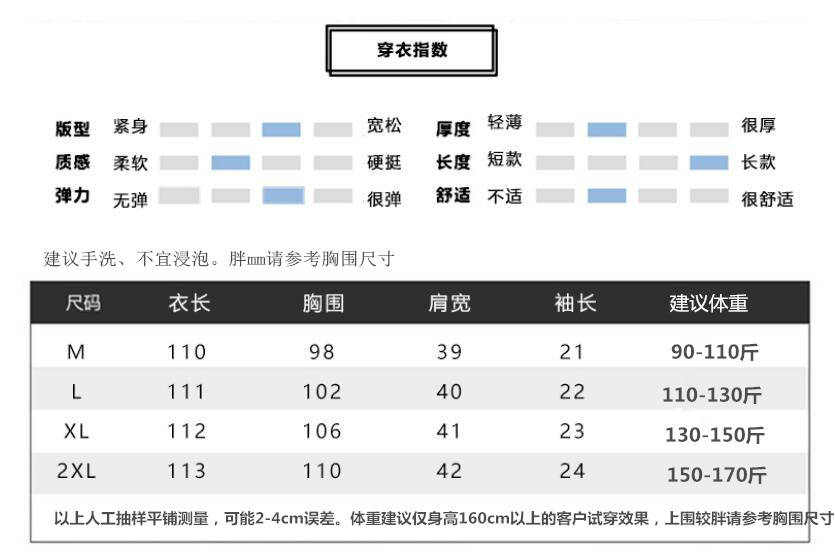 穿衣指数
版型 紧身 宽松 厚度 轻薄 很厚
质感 柔软 硬挺 长度 短款 长款
弹力 无弹 很弹 舒适 不适 很舒适
建议手洗、不宜浸泡。胖mm请参考胸围尺寸
尺码 衣长 胸围 肩宽 袖长 建议体重
M 110 98 39 21 90-110斤
L 111 102 40 22 110-130斤
XL 112 106 41 23 130-150斤
2XL 113 110 42 24 150-170斤
以上人工抽样平铺测量，可能2-4cm误差。体重建议仅身高160cm以上的客户试穿效果，上围较胖请参考胸围尺寸